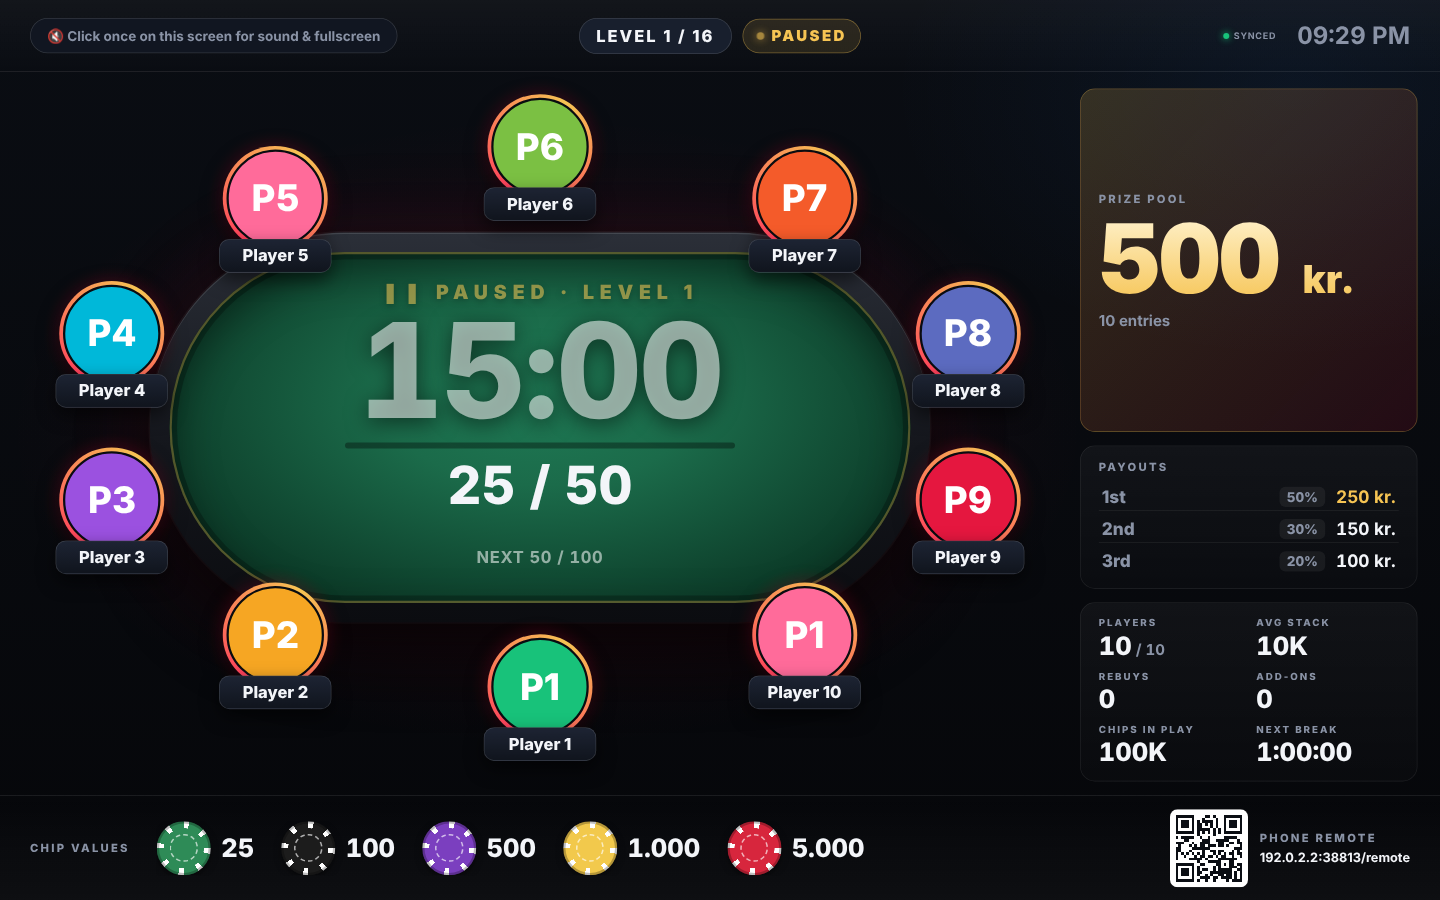 Click once on this screen for sound & fullscreen
LEVEL 1 / 16
PAUSED
SYNCED
09:29 PM
P6
Player 6
P5
Player 5
P7
Player 7
P4
Player 4
P8
Player 8
P3
Player 3
P9
Player 9
P2
Player 2
P1
Player 10
P1
Player 1
PAUSED · LEVEL 1
15:00
25 / 50
NEXT 50 / 100
PRIZE POOL
500 kr.
10 entries
PAYOUTS
1st 50% 250 kr.
2nd 30% 150 kr.
3rd 20% 100 kr.
PLAYERS
10 / 10
AVG STACK
10K
REBUYS
0
ADD-ONS
0
CHIPS IN PLAY
100K
NEXT BREAK
1:00:00
CHIP VALUES
25
100
500
1.000
5.000
PHONE REMOTE
192.0.2.2:38813/remote